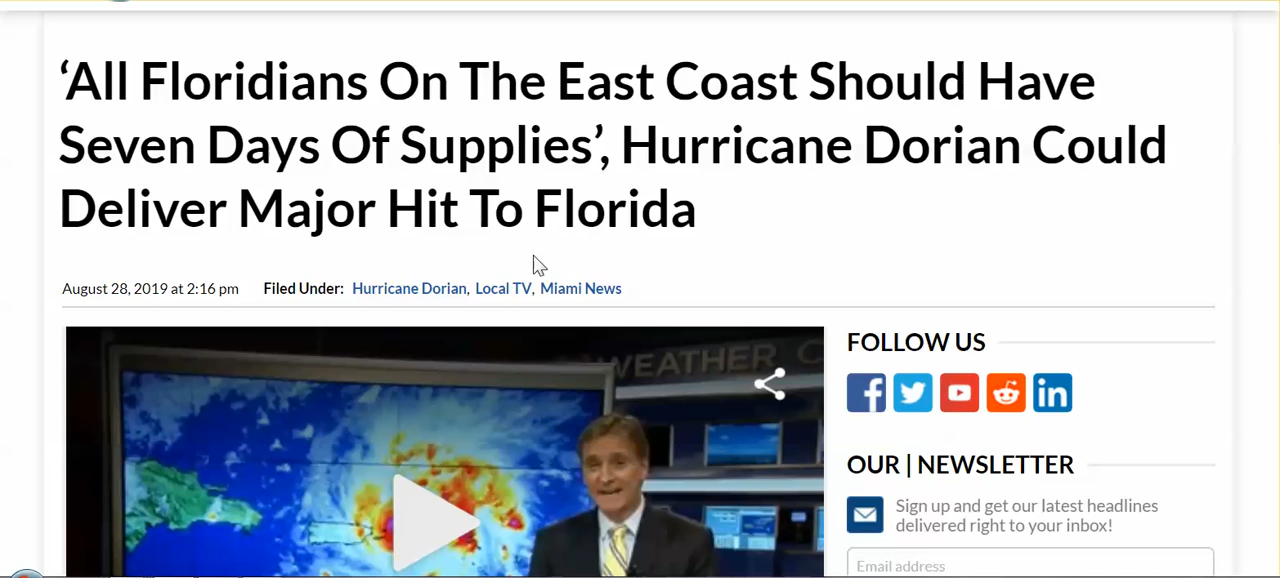 ‘All Floridians On The East Coast Should Have
Seven Days Of Supplies’, Hurricane Dorian Could
Deliver Major Hit To Florida
August 28, 2019 at 2:16 pm Filed Under: Hurricane Dorian, Local TV, Miami News
WEATHER C
FOLLOW US
OUR | NEWSLETTER
Sign up and get our latest headlines
delivered right to your inbox!
Email address